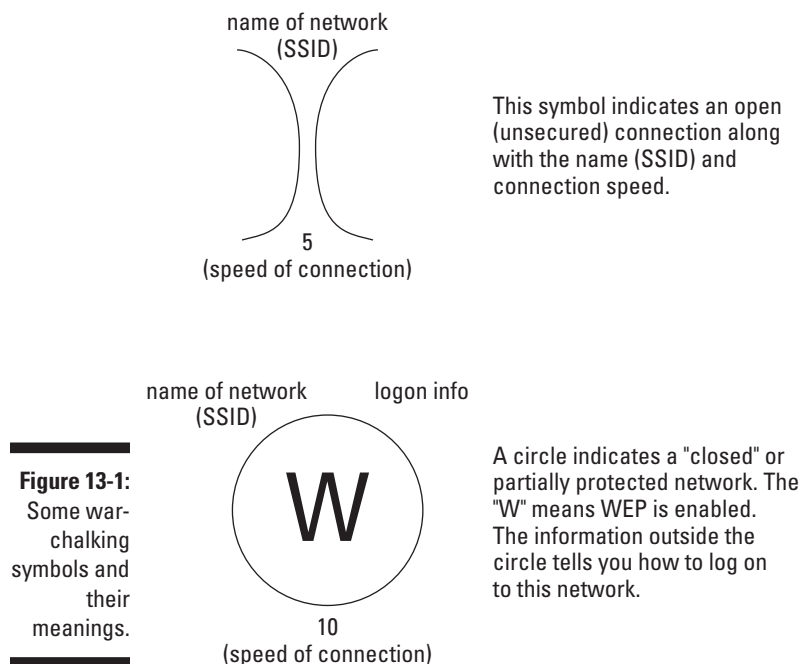 name of network
(SSID)
5
(speed of connection)
This symbol indicates an open
(unsecured) connection along
with the name (SSID) and
connection speed.
name of network
(SSID)
logon info
W
10
(speed of connection)
A circle indicates a "closed" or
partially protected network. The
"W" means WEP is enabled.
The information outside the
circle tells you how to log on
to this network.
Figure 13-1:
Some war-
chalking
symbols and
their
meanings.